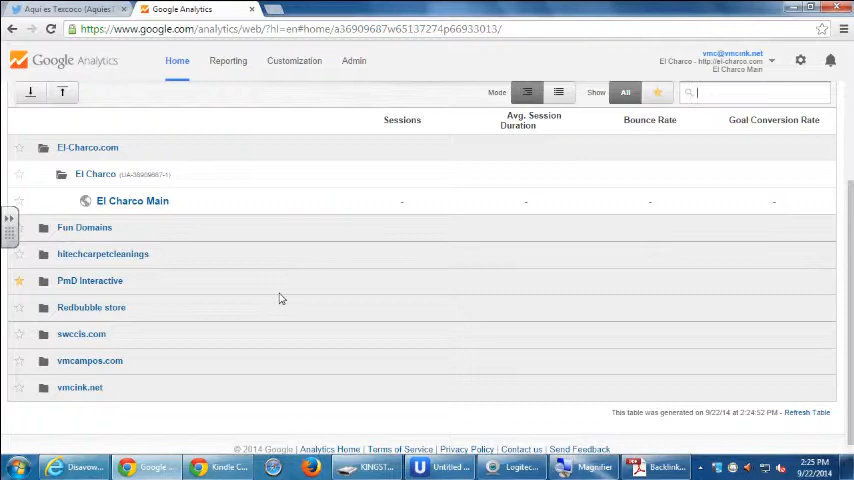 Aqui es Texcoco (Aquies
Google Analytics
https://www.google.com/analytics/web/?hl=en#home/a36909687w65137274p66933013/
Google Analytics
Home
Reporting
Customization
Admin
vmc@vmcink.net
El Charco - http://el-charco.com
El Charco Main
Mode
Show
All
Sessions
Avg. Session
Duration
Bounce Rate
Goal Conversion Rate
El-Charco.com
El Charco (UA-36909687-1)
El Charco Main
- - - -
Fun Domains
hitechcarpetcleanings
PmD Interactive
Redbubble store
swccis.com
vmcampos.com
vmcink.net
This table was generated on 9/22/14 at 2:24:52 PM - Refresh Table
© 2014 Google | Analytics Home | Terms of Service | Privacy Policy | Contact us | Send Feedback
Disavow...
Google ...
Kindle C...
KINGST...
Untitled ...
Logitec...
Magnifier
Backlink...
2:25 PM
9/22/2014